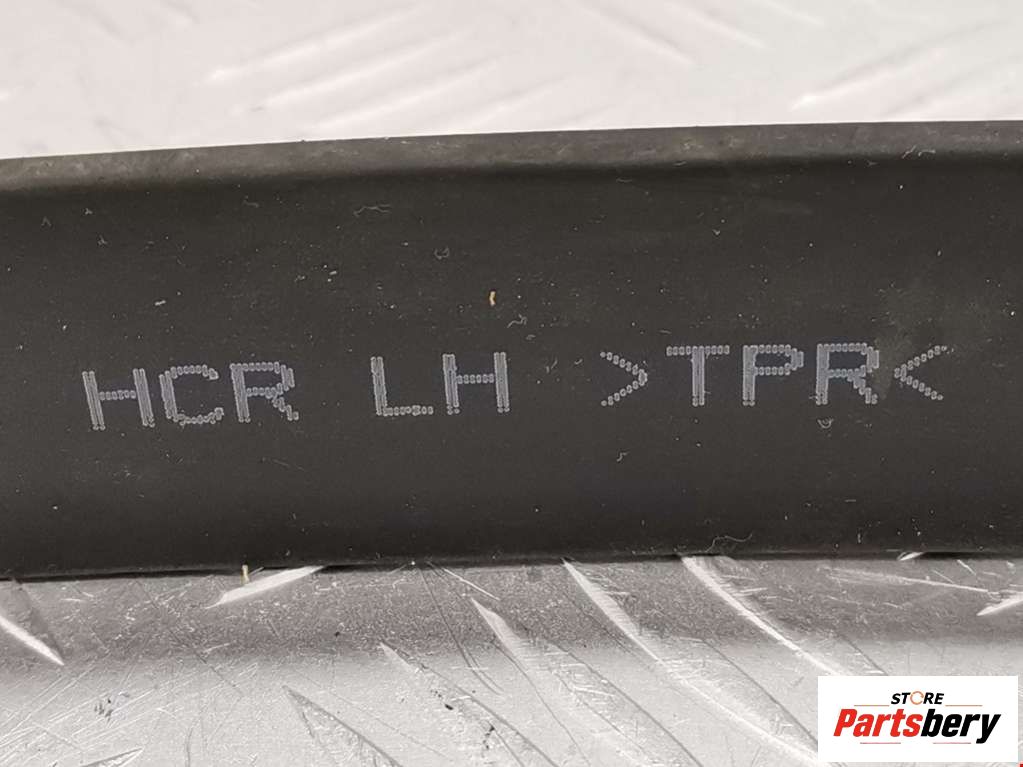 HCR LH >TPR<
STORE
Partsbery